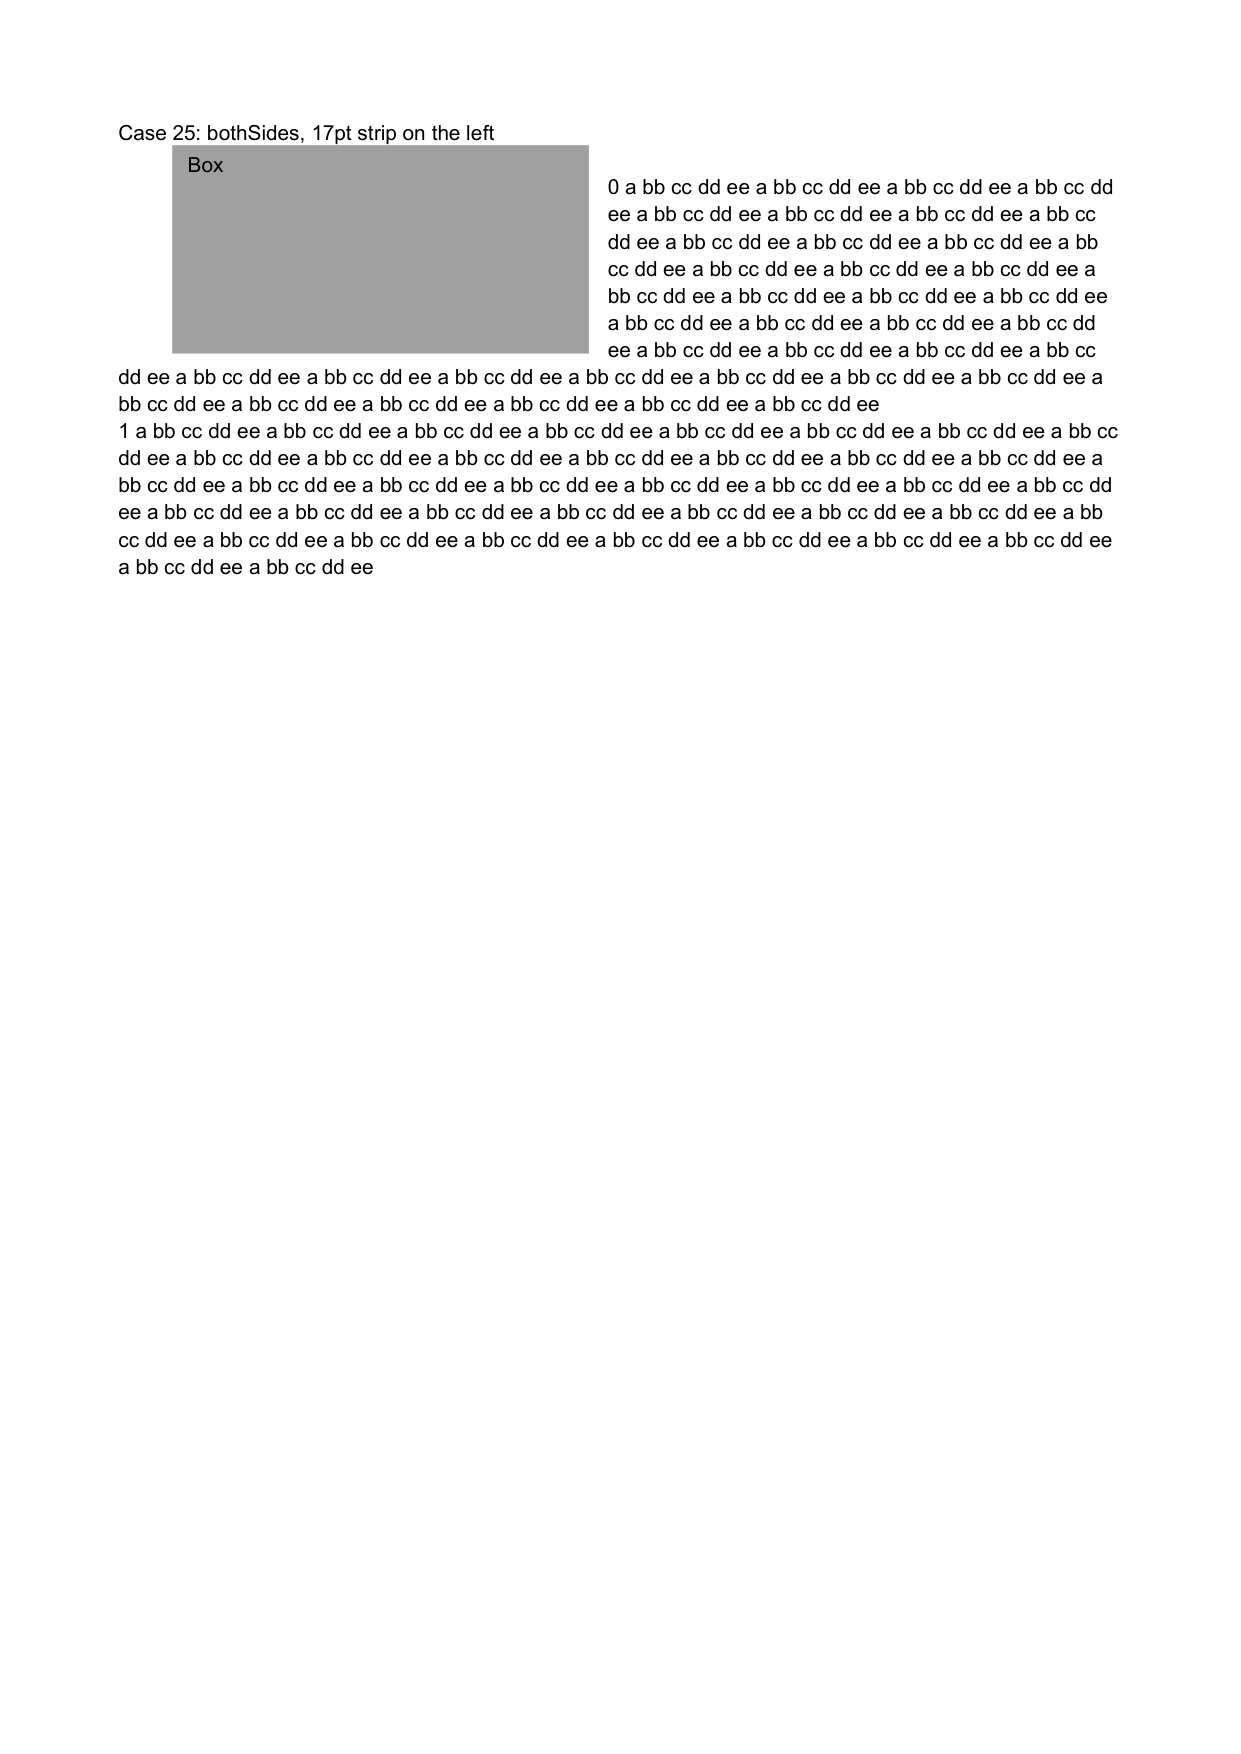 Case 25: bothSides, 17pt strip on the left
Box
0 a bb cc dd ee a bb cc dd ee a bb cc dd ee a bb cc dd
ee a bb cc dd ee a bb cc dd ee a bb cc dd ee a bb cc
dd ee a bb cc dd ee a bb cc dd ee a bb cc dd ee a bb
cc dd ee a bb cc dd ee a bb cc dd ee a bb cc dd ee a
bb cc dd ee a bb cc dd ee a bb cc dd ee a bb cc dd ee
a bb cc dd ee a bb cc dd ee a bb cc dd ee a bb cc dd
ee a bb cc dd ee a bb cc dd ee a bb cc dd ee a bb cc
dd ee a bb cc dd ee a bb cc dd ee a bb cc dd ee a bb cc dd ee a bb cc dd ee a bb cc dd ee a bb cc dd ee a
bb cc dd ee a bb cc dd ee a bb cc dd ee a bb cc dd ee a bb cc dd ee a bb cc dd ee
1 a bb cc dd ee a bb cc dd ee a bb cc dd ee a bb cc dd ee a bb cc dd ee a bb cc dd ee a bb cc dd ee a bb cc
dd ee a bb cc dd ee a bb cc dd ee a bb cc dd ee a bb cc dd ee a bb cc dd ee a bb cc dd ee a bb cc dd ee a
bb cc dd ee a bb cc dd ee a bb cc dd ee a bb cc dd ee a bb cc dd ee a bb cc dd ee a bb cc dd ee a bb cc dd
ee a bb cc dd ee a bb cc dd ee a bb cc dd ee a bb cc dd ee a bb cc dd ee a bb cc dd ee a bb cc dd ee a bb
cc dd ee a bb cc dd ee a bb cc dd ee a bb cc dd ee a bb cc dd ee a bb cc dd ee a bb cc dd ee a bb cc dd ee
a bb cc dd ee a bb cc dd ee